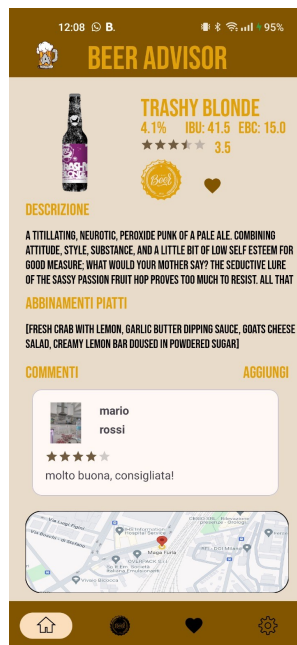 12:08 B. 95%
BEER ADVISOR
TRASHY BLONDE
4.1% IBU: 41.5 EBC: 15.0
3.5
Beer
DESCRIZIONE
A TITILLATING, NEUROTIC, PEROXIDE PUNK OF A PALE ALE. COMBINING
ATTITUDE, STYLE, SUBSTANCE, AND A LITTLE BIT OF LOW SELF ESTEEM FOR
GOOD MEASURE; WHAT WOULD YOUR MOTHER SAY? THE SEDUCTIVE LURE
OF THE SASSY PASSION FRUIT HOP PROVES TOO MUCH TO RESIST. ALL THAT
ABBINAMENTI PIATTI
[FRESH CRAB WITH LEMON, GARLIC BUTTER DIPPING SAUCE, GOATS CHEESE
SALAD, CREAMY LEMON BAR DOUSED IN POWDERED SUGAR]
COMMENTI AGGIUNGI
mario
rossi
molto buona, consigliata!
Via Luigi Pigini